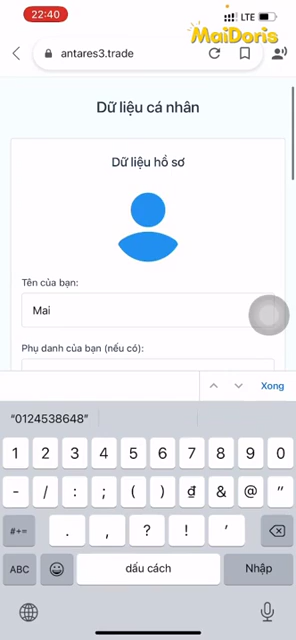 22:40
LTE
MaiDoris
antares3.trade
Dữ liệu cá nhân
Dữ liệu hồ sơ
Tên của bạn:
Mai
Phụ danh của bạn (nếu có):
Xong
“0124538648”
1 2 3 4 5 6 7 8 9 0
- / : ; ( ) ₫ & @ "
#+= . , ? ! ’
ABC dấu cách Nhập